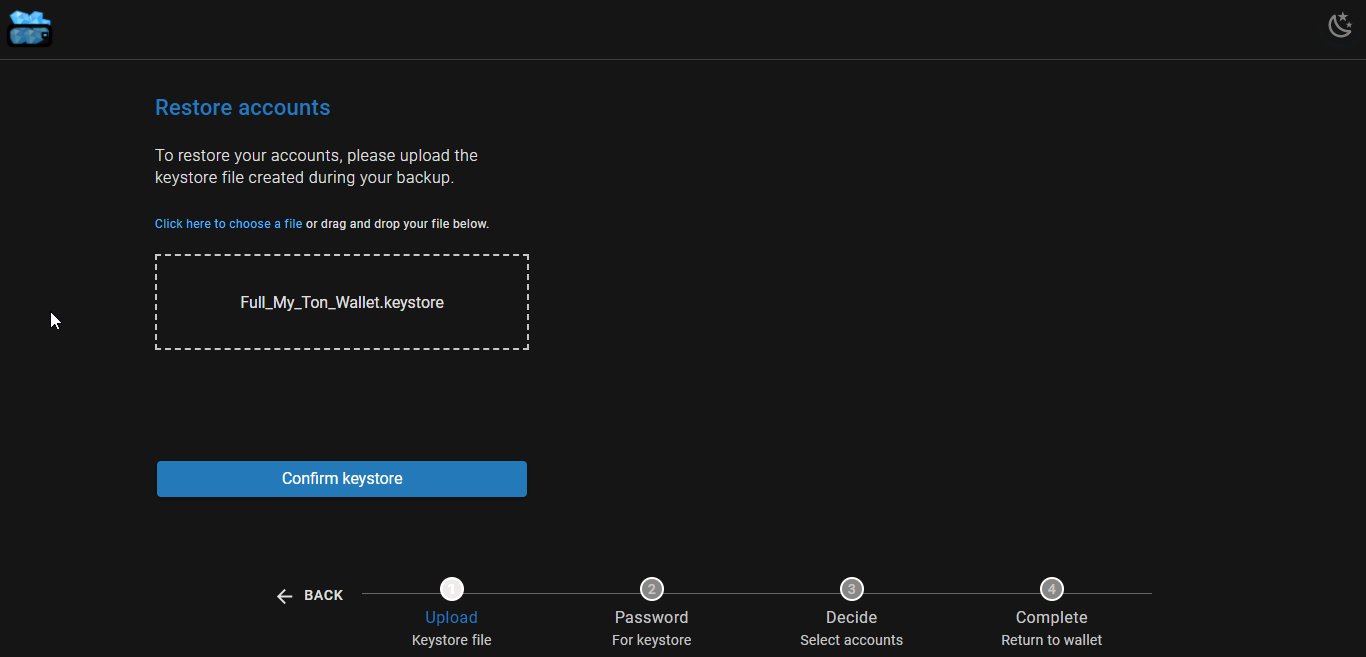 Restore accounts
To restore your accounts, please upload the
keystore file created during your backup.
Click here to choose a file or drag and drop your file below.
Full_My_Ton_Wallet.keystore
Confirm keystore
BACK
1
2
3
4
Upload
Password
Decide
Complete
Keystore file
For keystore
Select accounts
Return to wallet